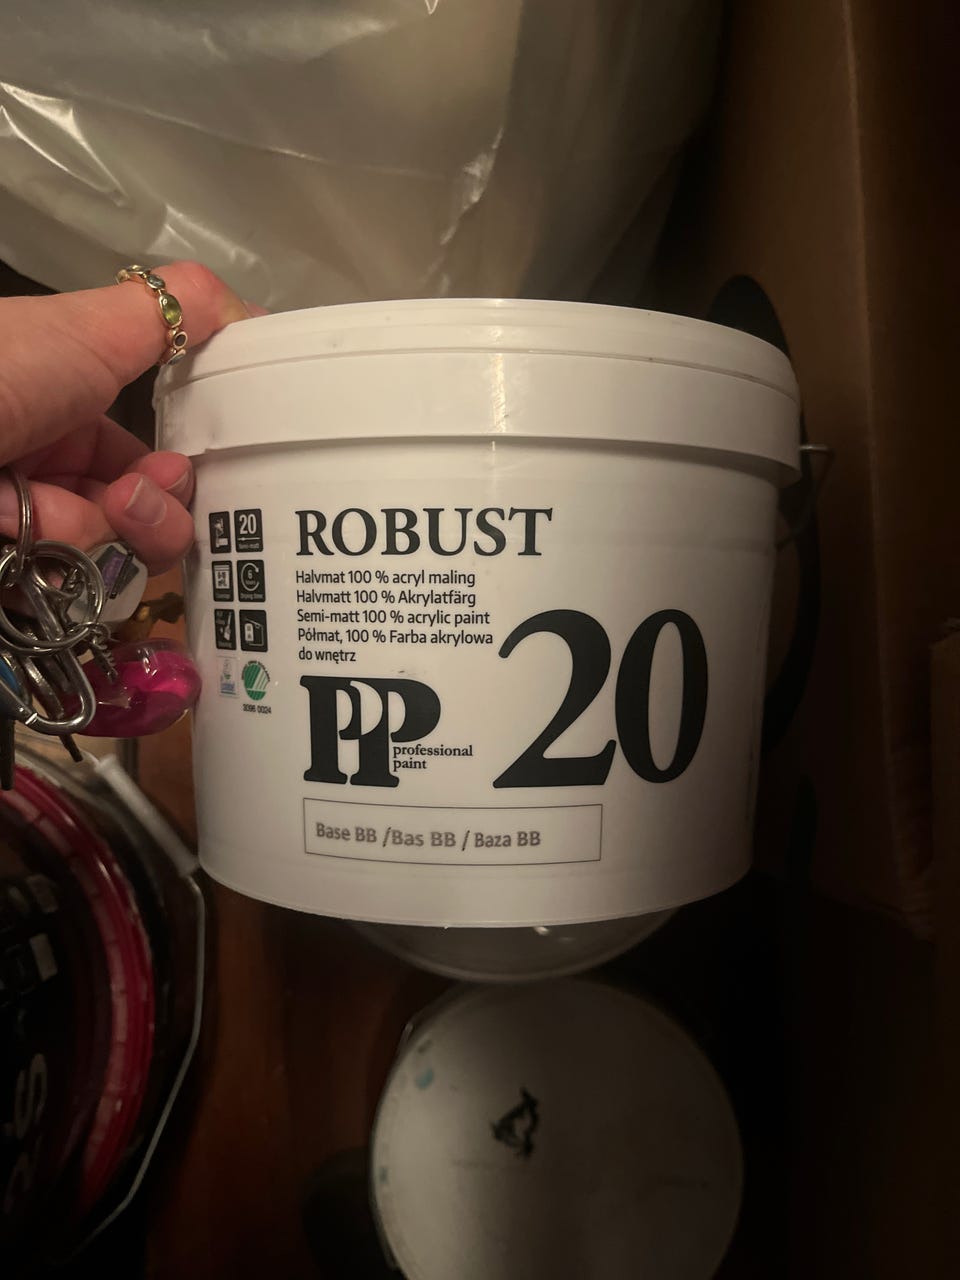 20
ROBUST
Halvmat 100 % acryl maling
Halvmatt 100 % Akrylatfärg
Semi-matt 100 % acrylic paint
Półmat, 100 % Farba akrylowa
do wnętrz
20
PP
professional
paint
3096 0024
Base BB /Bas BB / Baza BB